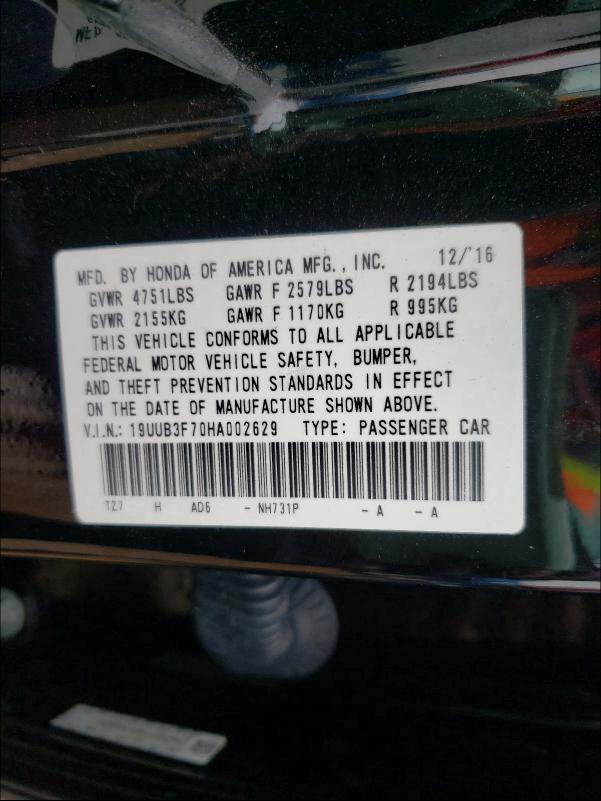 MFD. BY HONDA OF AMERICA MFG., INC. 12/'16
GVWR 4751LBS GAWR F 2579LBS R 2194LBS
GVWR 2155KG GAWR F 1170KG R 995KG
THIS VEHICLE CONFORMS TO ALL APPLICABLE
FEDERAL MOTOR VEHICLE SAFETY, BUMPER,
AND THEFT PREVENTION STANDARDS IN EFFECT
ON THE DATE OF MANUFACTURE SHOWN ABOVE.
V.I.N.: 19UUB3F70HA002629 TYPE: PASSENGER CAR
TZ7 H AD6 - NH731P - A - A